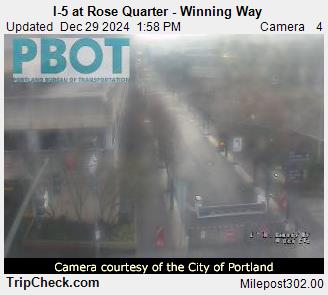 I-5 at Rose Quarter - Winning Way
Updated Dec 29 2024 1:58 PM Camera 4
PBOT
PORTLAND BUREAU OF TRANSPORTATION
Camera courtesy of the City of Portland
TripCheck.com Milepost302.00